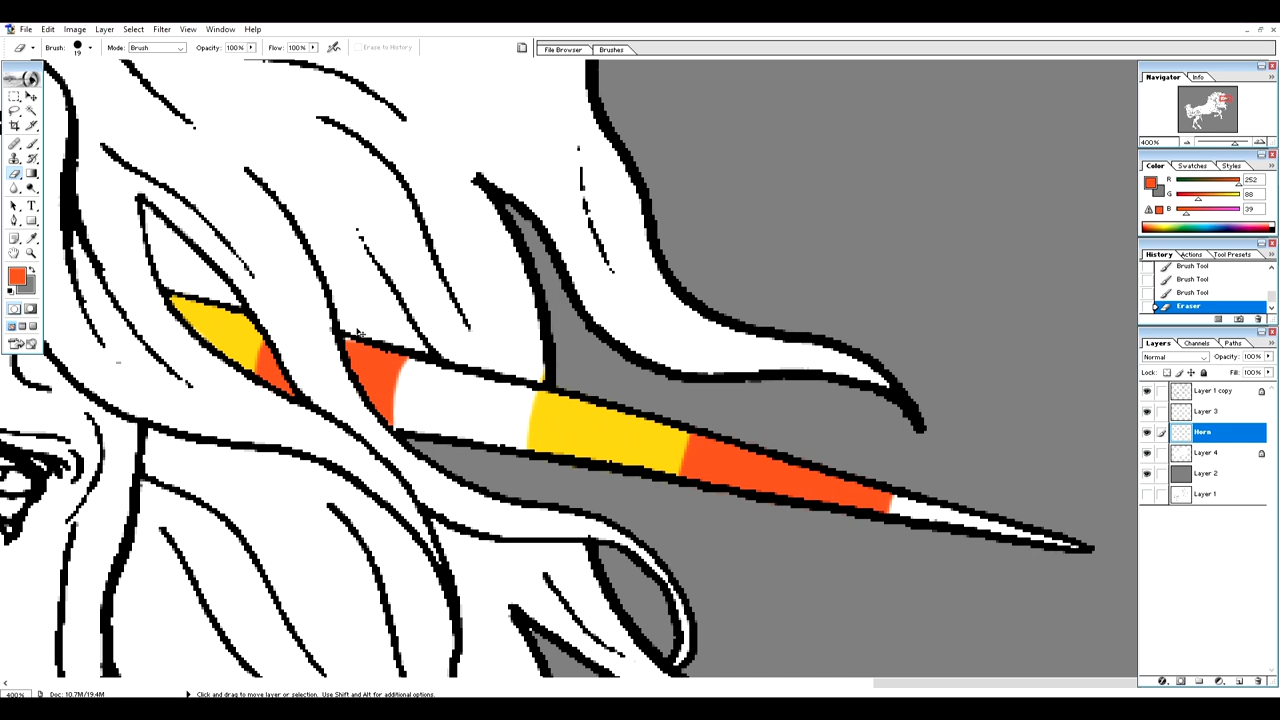 File Edit Image Layer Select Filter View Window Help
Brush: 19 Mode: Brush Opacity: 100% Flow: 100% Erase to History File Browser Brushes
Navigator Info
400%
Color Swatches Styles
R 252
G 88
B 39
History Actions Tool Presets
Brush Tool
Brush Tool
Brush Tool
Eraser
Layers Channels Paths
Normal Opacity: 100%
Lock: Fill: 100%
Layer 1 copy
Layer 3
Horn
Layer 4
Layer 2
Layer 1
400% Doc: 10.7M/19.4M Click and drag to move layer or selection. Use Shift and Alt for additional options.